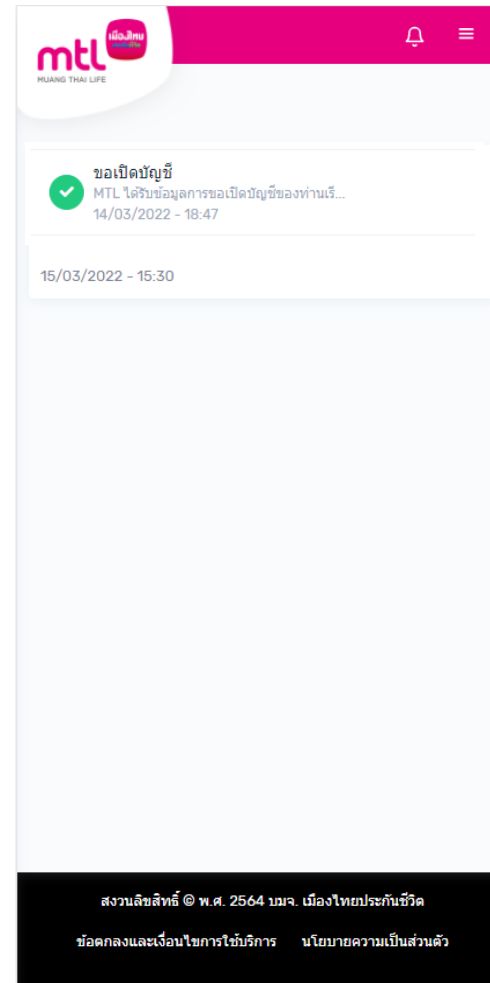 เมืองไทย
mtl
MUANG THAI LIFE
ขอเปิดบัญชี
MTL ได้รับข้อมูลการขอเปิดบัญชีของท่านเรี...
14/03/2022 - 18:47
15/03/2022 - 15:30
สงวนลิขสิทธิ์ © พ.ศ. 2564 บมจ. เมืองไทยประกันชีวิต
ข้อตกลงและเงื่อนไขการใช้บริการ นโยบายความเป็นส่วนตัว